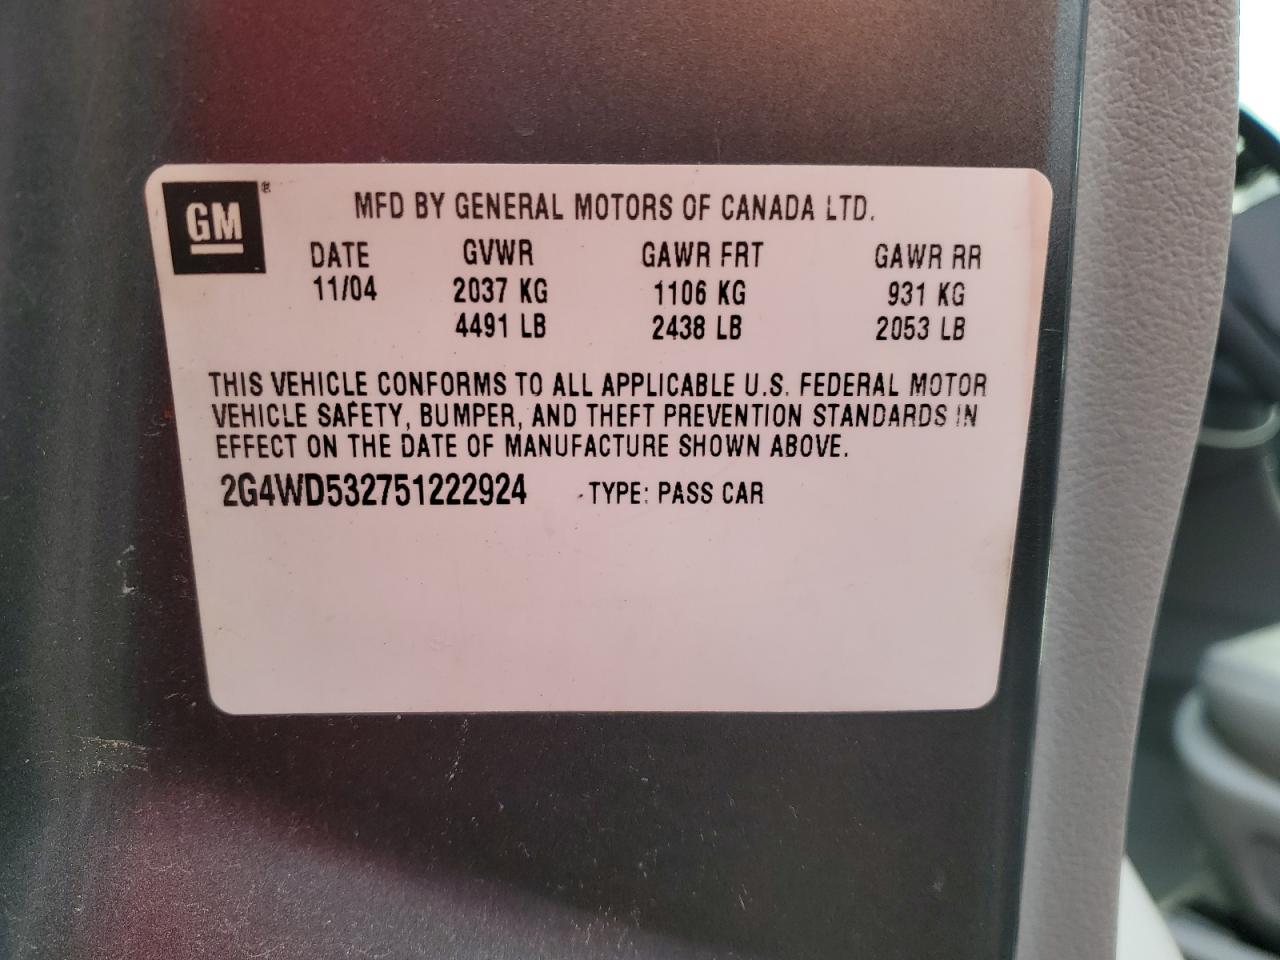 GM ® MFD BY GENERAL MOTORS OF CANADA LTD.
DATE GVWR GAWR FRT GAWR RR
11/04 2037 KG 1106 KG 931 KG
4491 LB 2438 LB 2053 LB
THIS VEHICLE CONFORMS TO ALL APPLICABLE U.S. FEDERAL MOTOR
VEHICLE SAFETY, BUMPER, AND THEFT PREVENTION STANDARDS IN
EFFECT ON THE DATE OF MANUFACTURE SHOWN ABOVE.
2G4WD532751222924 TYPE: PASS CAR